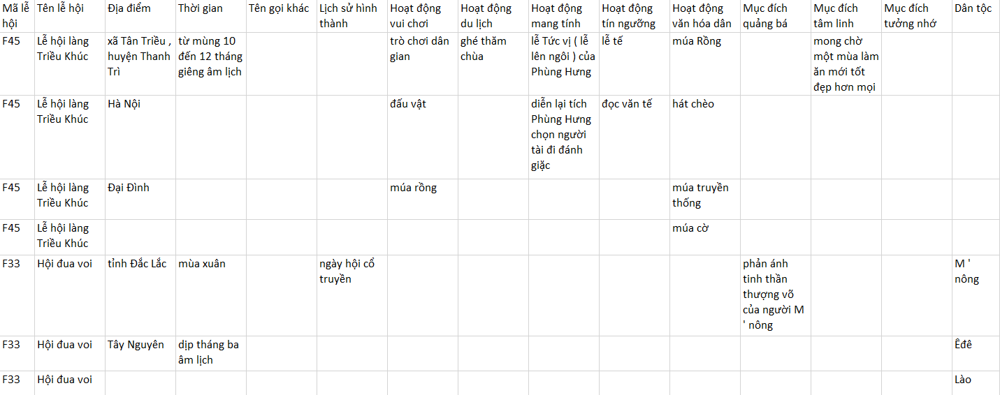 Mã lễ hội
Tên lễ hội
Địa điểm
Thời gian
Tên gọi khác
Lịch sử hình thành
Hoạt động vui chơi
Hoạt động du lịch
Hoạt động mang tính
Hoạt động tín ngưỡng
Hoạt động văn hóa dân
Mục đích quảng bá
Mục đích tâm linh
Mục đích tưởng nhớ
Dân tộc
F45
Lễ hội làng Triều Khúc
xã Tân Triều , huyện Thanh Trì
từ mùng 10 đến 12 tháng giêng âm lịch
trò chơi dân gian
ghé thăm chùa
lễ Tức vị ( lễ lên ngôi ) của Phùng Hưng
lễ tế
múa Rồng
mong chờ một mùa làm ăn mới tốt đẹp hơn mọi
F45
Lễ hội làng Triều Khúc
Hà Nội
đấu vật
diễn lại tích Phùng Hưng chọn người tài đi đánh giặc
đọc văn tế
hát chèo
F45
Lễ hội làng Triều Khúc
Đại Đình
múa rồng
múa truyền thống
F45
Lễ hội làng Triều Khúc
múa cờ
F33
Hội đua voi
tỉnh Đắc Lắc
mùa xuân
ngày hội cổ truyền
phản ánh tinh thần thượng võ của người M ' nông
M ' nông
F33
Hội đua voi
Tây Nguyên
dịp tháng ba âm lịch
Êđê
F33
Hội đua voi
Lào